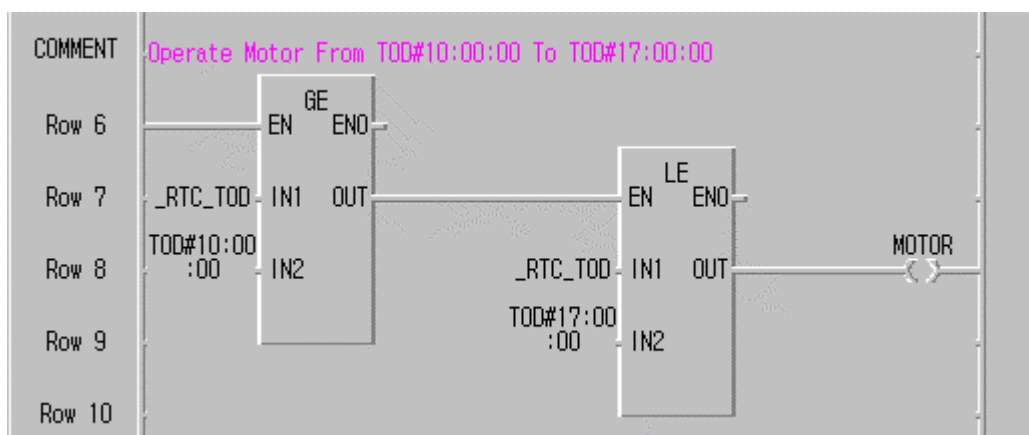 COMMENT Operate Motor From TOD#10:00:00 To TOD#17:00:00
GE
Row 6 EN ENO
LE
Row 7 _RTC_TOD IN1 OUT EN ENO
TOD#10:00 MOTOR
Row 8 :00 IN2 _RTC_TOD IN1 OUT
TOD#17:00
Row 9 :00 IN2
Row 10